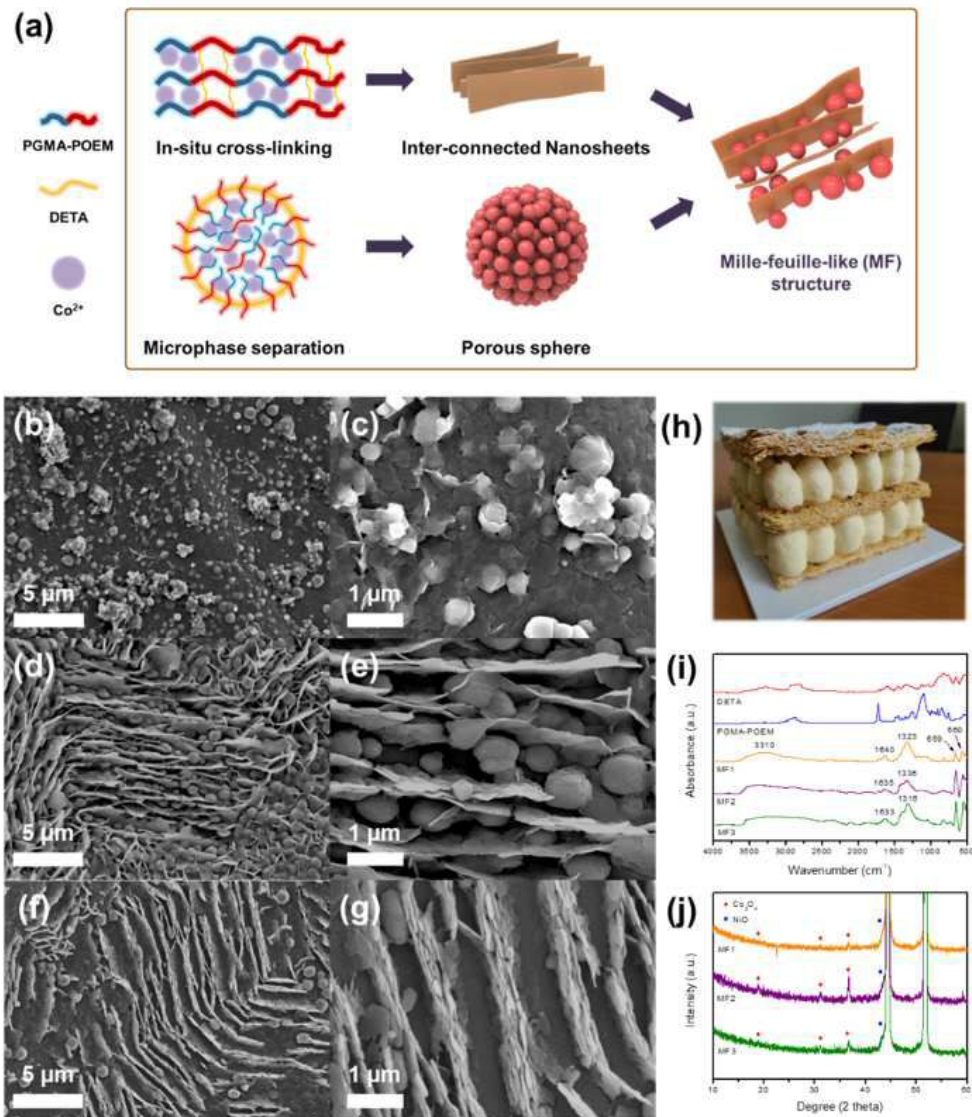 (a)
PGMA-POEM
DETA
Co²⁺
In-situ cross-linking
Inter-connected Nanosheets
Microphase separation
Porous sphere
Mille-feuille-like (MF)
structure
(b)
5 µm
(c)
1 µm
(d)
5 µm
(e)
1 µm
(f)
5 µm
(g)
1 µm
(h)
(i)
Absorbance (a.u.)
DETA
PGMA-POEM
3310
1640
1323
659
560
MF1
1635
1336
MF2
1633
1316
MF3
4000 3500 3000 2500 2000 1500 1000 500
Wavenumber (cm⁻¹)
(j)
Intensity (a.u.)
Co₃O₄
NiO
MF1
MF2
MF3
10 20 30 40 50 60
Degree (2 theta)